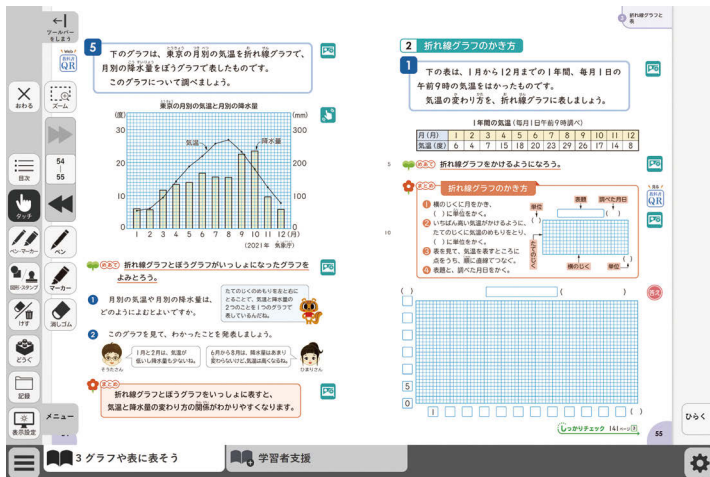 ツールバー
をしまう
Web
教科書
QR
おわる
ズーム
目次
54
55
タッチ
ペン・マーカー
ペン
図形・スタンプ
マーカー
けす
消しゴム
どうぐ
記録
表示設定
メニュー
3 グラフや表に表そう
学習者支援
ひらく
5
下のグラフは、東京の月別の気温を折れ線グラフで、
月別の降水量をぼうグラフで表したものです。
このグラフについて調べましょう。
東京の月別の気温と月別の降水量
(度)
(mm)
30
300
20
200
10
100
0
0
気温
降水量
1 2 3 4 5 6 7 8 9 10 11 12 (月)
(2021年 気象庁)
めあて 折れ線グラフとぼうグラフがいっしょになったグラフを
よみとろう。
1 月別の気温や月別の降水量は、
どのようによむとよいですか。
たてのじくのめもりを左と右に
とることで、気温と降水量の
2つのことを1つのグラフで
表しているんだね。
2 このグラフを見て、わかったことを発表しましょう。
1月と2月は、気温が
低いし降水量も少ないね。
そうたさん
6月から8月は、降水量はあまり
変わらないけど、気温は高くなるね。
ひまりさん
まとめ
折れ線グラフとぼうグラフをいっしょに表すと、
気温と降水量の変わり方の関係がわかりやすくなります。
3 折れ線グラフと
表
2 折れ線グラフのかき方
1
下の表は、1月から12月までの1年間、毎月1日の
午前9時の気温をはかったものです。
気温の変わり方を、折れ線グラフに表しましょう。
1年間の気温(毎月1日午前9時調べ)
月(月) 1 2 3 4 5 6 7 8 9 10 11 12
気温(度) 6 4 7 15 18 20 23 29 26 17 14 8
5
めあて 折れ線グラフをかけるようになろう。
まとめ
折れ線グラフのかき方
1 横のじくに月をかき、
( )に単位をかく。
2 いちばん高い気温がかけるように、
たてのじくに気温のめもりをとり、
( )に単位をかく。
3 表を見て、気温を表すところに
点をうち、順に直線でつなぐ。
4 表題と、調べた月日をかく。
10
表題
調べた月日
単位
( )
( )
たてのじく
横のじく
単位
( )
教科書
QR
( )
( )
答え
5
0
1
( )
しっかりチェック 141ページ3
55